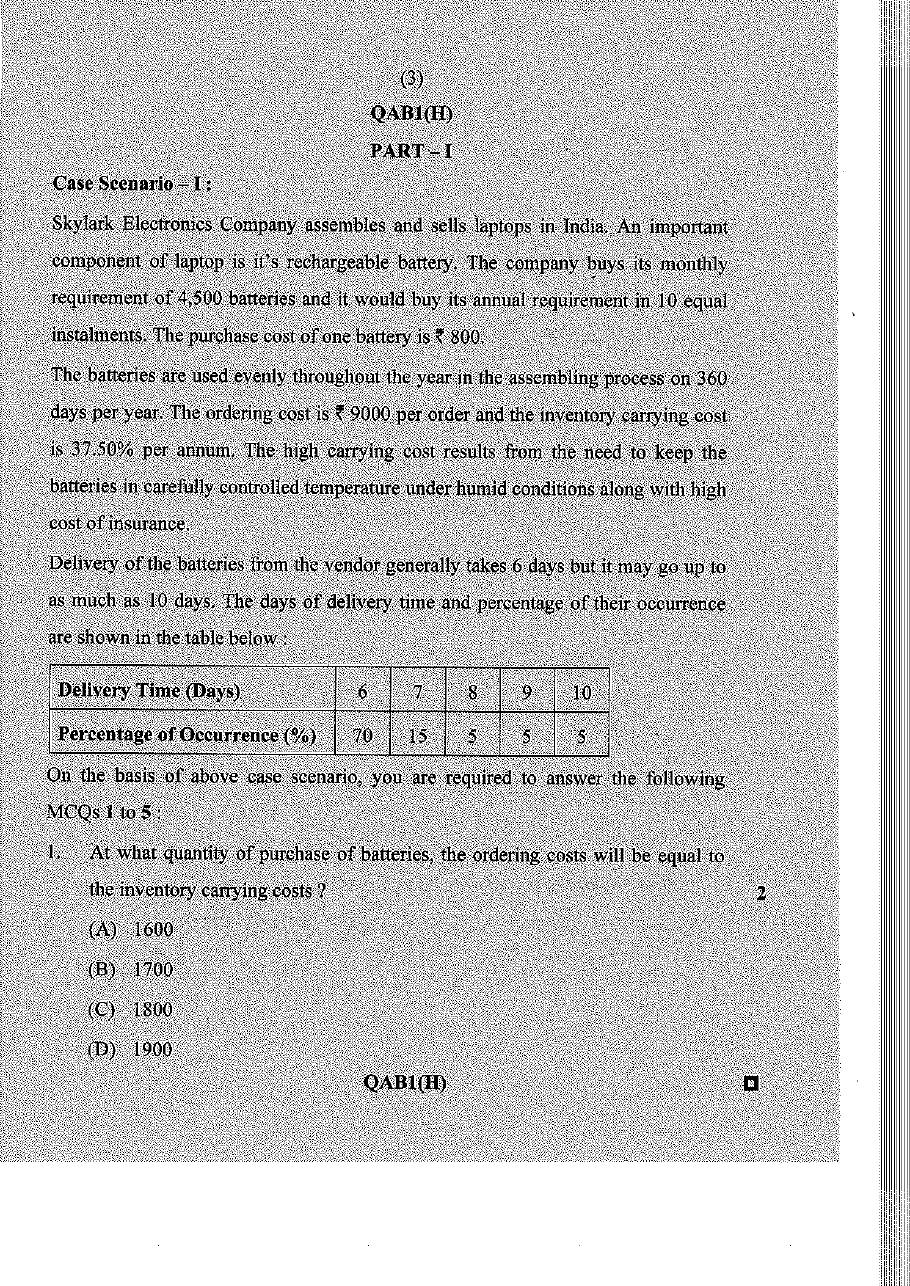 (3)
QAB1(H)
PART – I
Case Scenario – I :
Skylark Electronics Company assembles and sells laptops in India. An important
component of laptop is it's rechargeable battery. The company buys its monthly
requirement of 4,500 batteries and it would buy its annual requirement in 10 equal
instalments. The purchase cost of one battery is ₹ 800.
The batteries are used evenly throughout the year in the assembling process on 360
days per year. The ordering cost is ₹ 9000 per order and the inventory carrying cost
is 37.50% per annum. The high carrying cost results from the need to keep the
batteries in carefully controlled temperature under humid conditions along with high
cost of insurance.
Delivery of the batteries from the vendor generally takes 6 days but it may go up to
as much as 10 days. The days of delivery time and percentage of their occurrence
are shown in the table below :
Delivery Time (Days) 6 7 8 9 10
Percentage of Occurrence (%) 70 15 5 5 5
On the basis of above case scenario, you are required to answer the following
MCQs 1 to 5 :
1. At what quantity of purchase of batteries, the ordering costs will be equal to
the inventory carrying costs ? 2
(A) 1600
(B) 1700
(C) 1800
(D) 1900
QAB1(H)